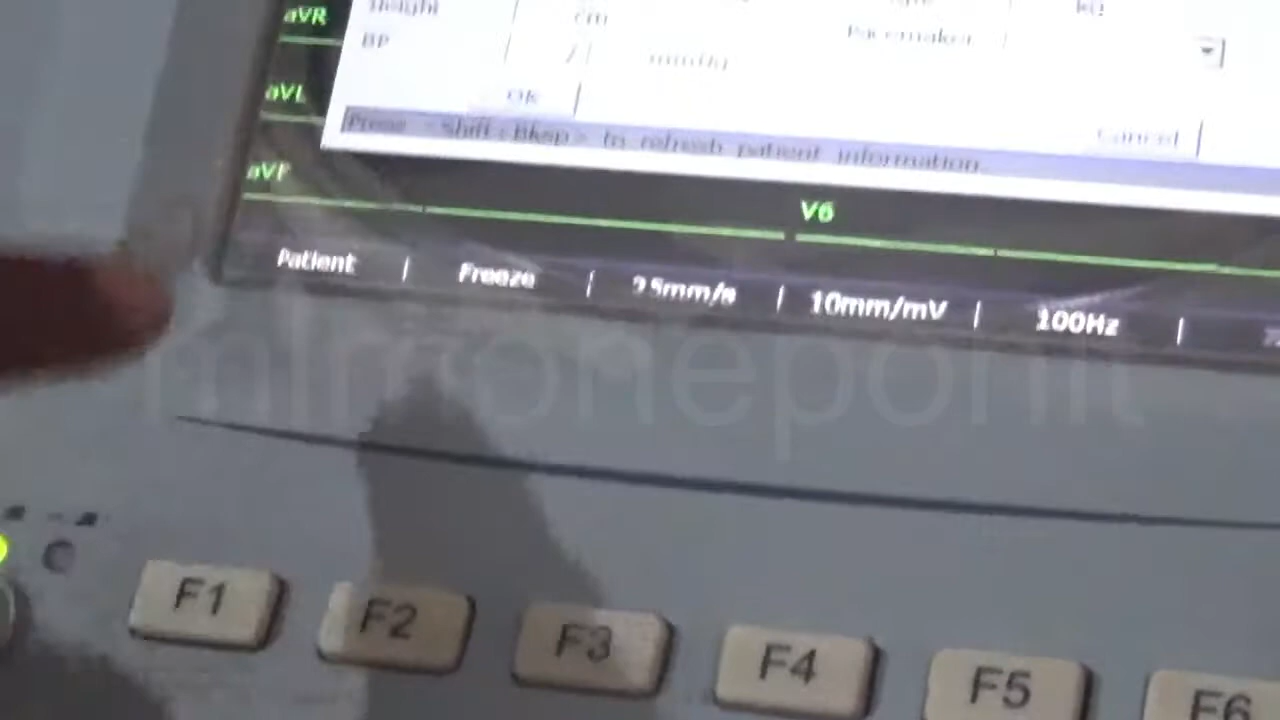 aVR
Height
cm
kg
BP
/
mmHg
Pacemaker
aVL
Ok
Cancel
Press <Shift+Bksp> to refresh patient information.
aVF
V6
Patient | Freeze | 25mm/s | 10mm/mV | 100Hz |
F1 F2 F3 F4 F5 F6